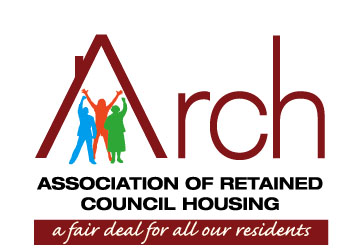 Arch
ASSOCIATION OF RETAINED
COUNCIL HOUSING
a fair deal for all our residents